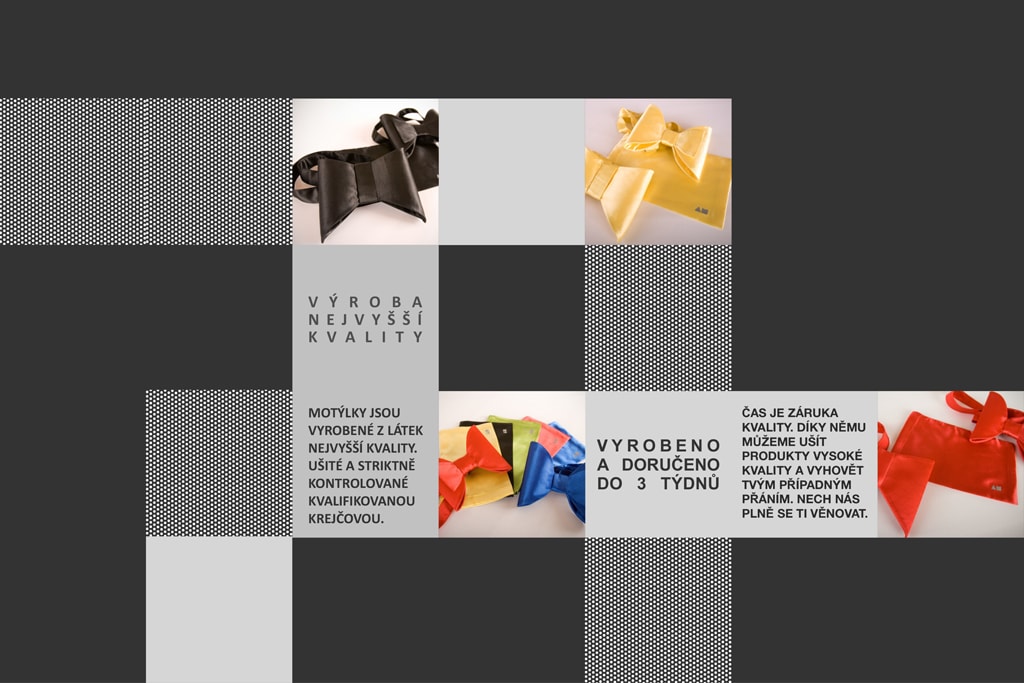 VÝROBA
NEJVYŠŠÍ
KVALITY
MOTÝLKY JSOU
VYROBENÉ Z LÁTEK
NEJVYŠŠÍ KVALITY.
UŠITÉ A STRIKTNĚ
KONTROLOVANÉ
KVALIFIKOVANOU
KREJČOVOU.
VYROBENO
A DORUČENO
DO 3 TÝDNŮ
ČAS JE ZÁRUKA
KVALITY. DÍKY NĚMU
MŮŽEME UŠÍT
PRODUKTY VYSOKÉ
KVALITY A VYHOVĚT
TVÝM PŘÍPADNÝM
PŘÁNÍM. NECH NÁS
PLNĚ SE TI VĚNOVAT.